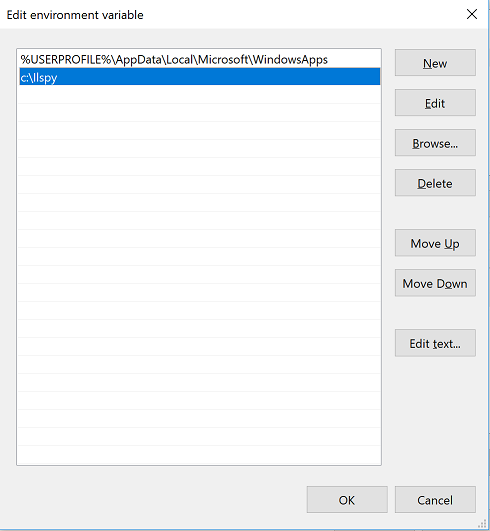 Edit environment variable
%USERPROFILE%\AppData\Local\Microsoft\WindowsApps
c:\llspy
New
Edit
Browse...
Delete
Move Up
Move Down
Edit text...
OK
Cancel